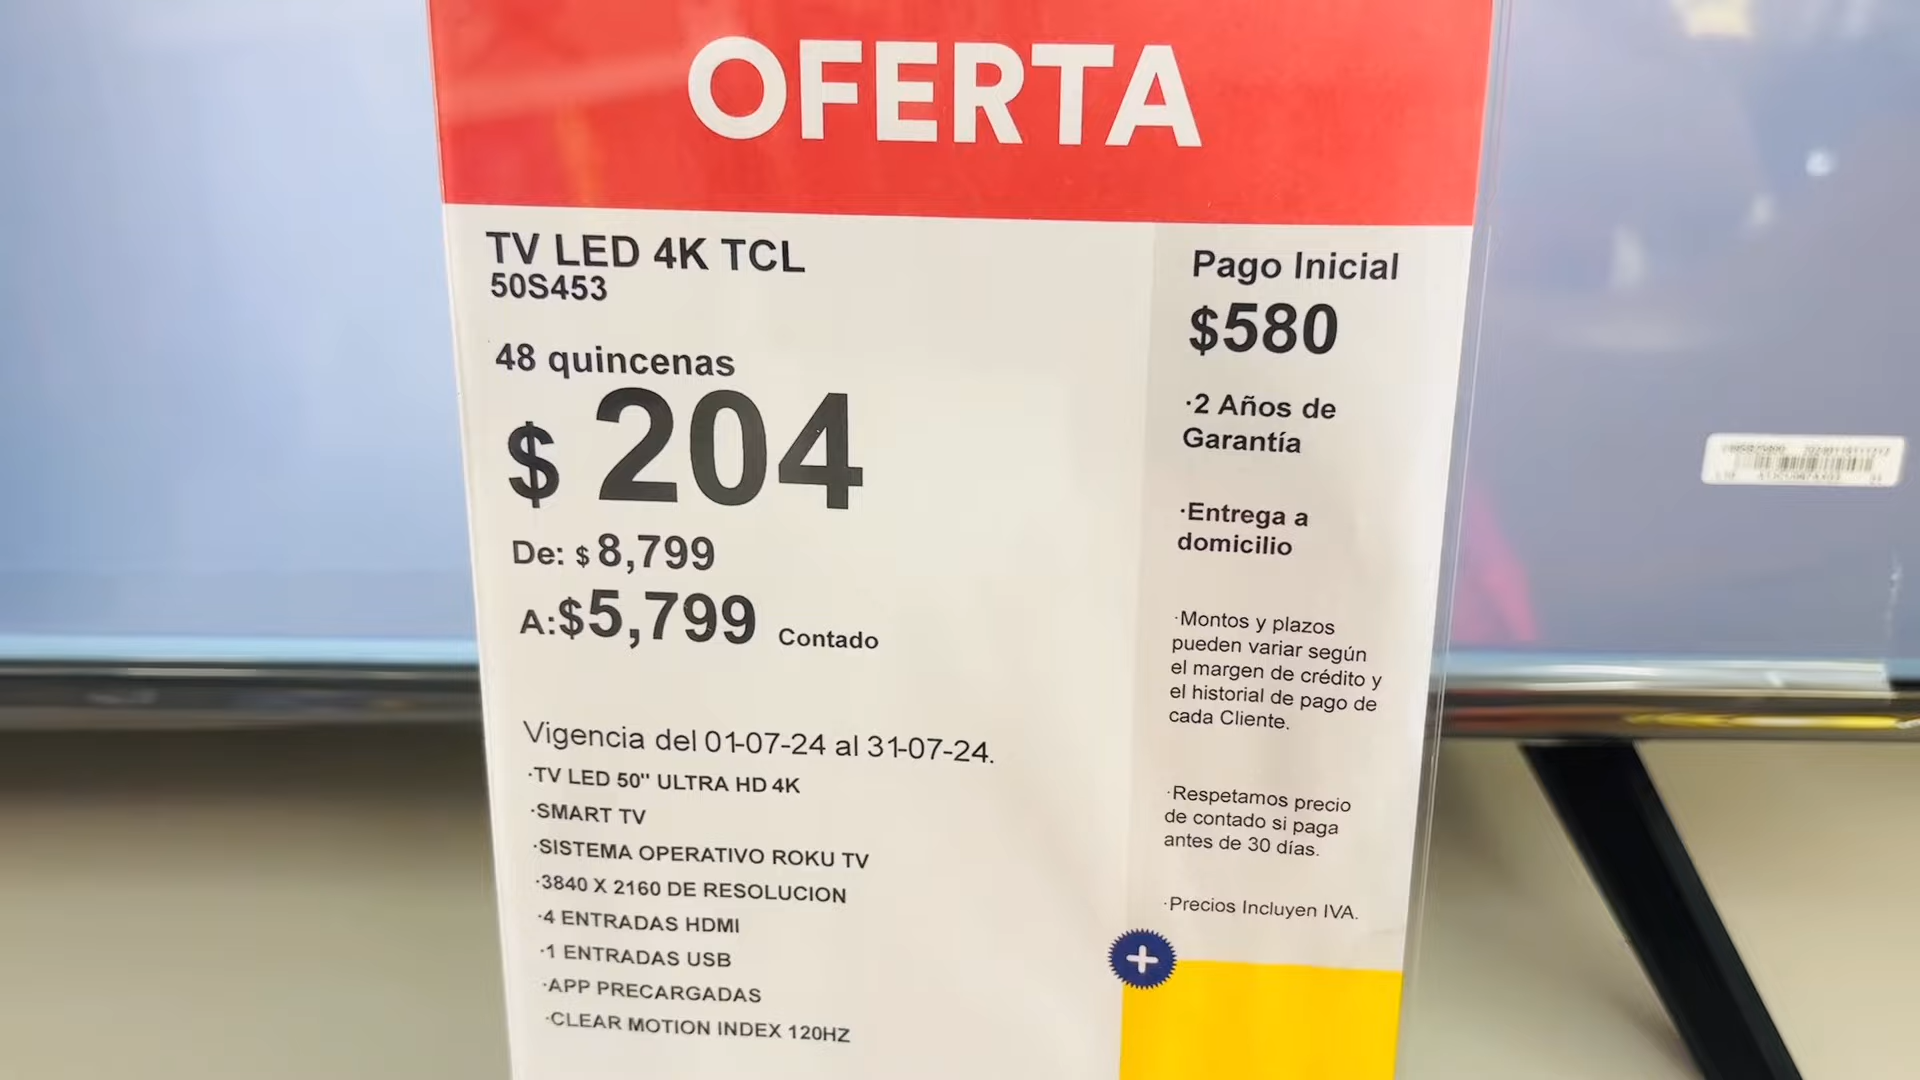 OFERTA
TV LED 4K TCL
50S453
48 quincenas
$ 204
De: $ 8,799
A:$5,799 Contado
Vigencia del 01-07-24 al 31-07-24.
·TV LED 50" ULTRA HD 4K
·SMART TV
·SISTEMA OPERATIVO ROKU TV
·3840 X 2160 DE RESOLUCION
·4 ENTRADAS HDMI
·1 ENTRADAS USB
·APP PRECARGADAS
·CLEAR MOTION INDEX 120HZ
Pago Inicial
$580
·2 Años de
Garantía
·Entrega a
domicilio
·Montos y plazos
pueden variar según
el margen de crédito y
el historial de pago de
cada Cliente.
·Respetamos precio
de contado si paga
antes de 30 días.
·Precios Incluyen IVA.
+